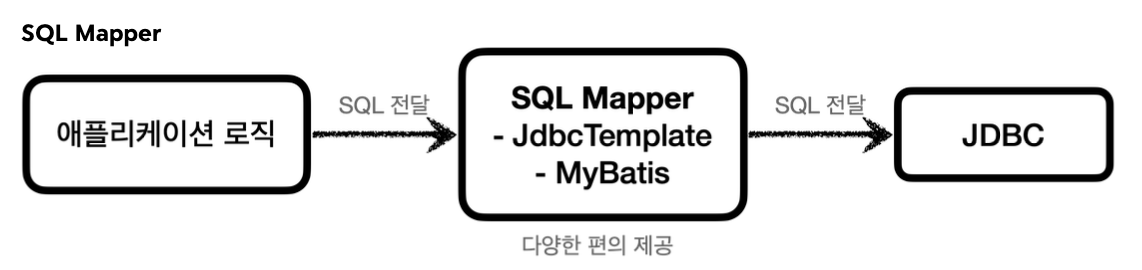 SQL Mapper
애플리케이션 로직
SQL 전달
SQL Mapper
- JdbcTemplate
- MyBatis
SQL 전달
JDBC
다양한 편의 제공